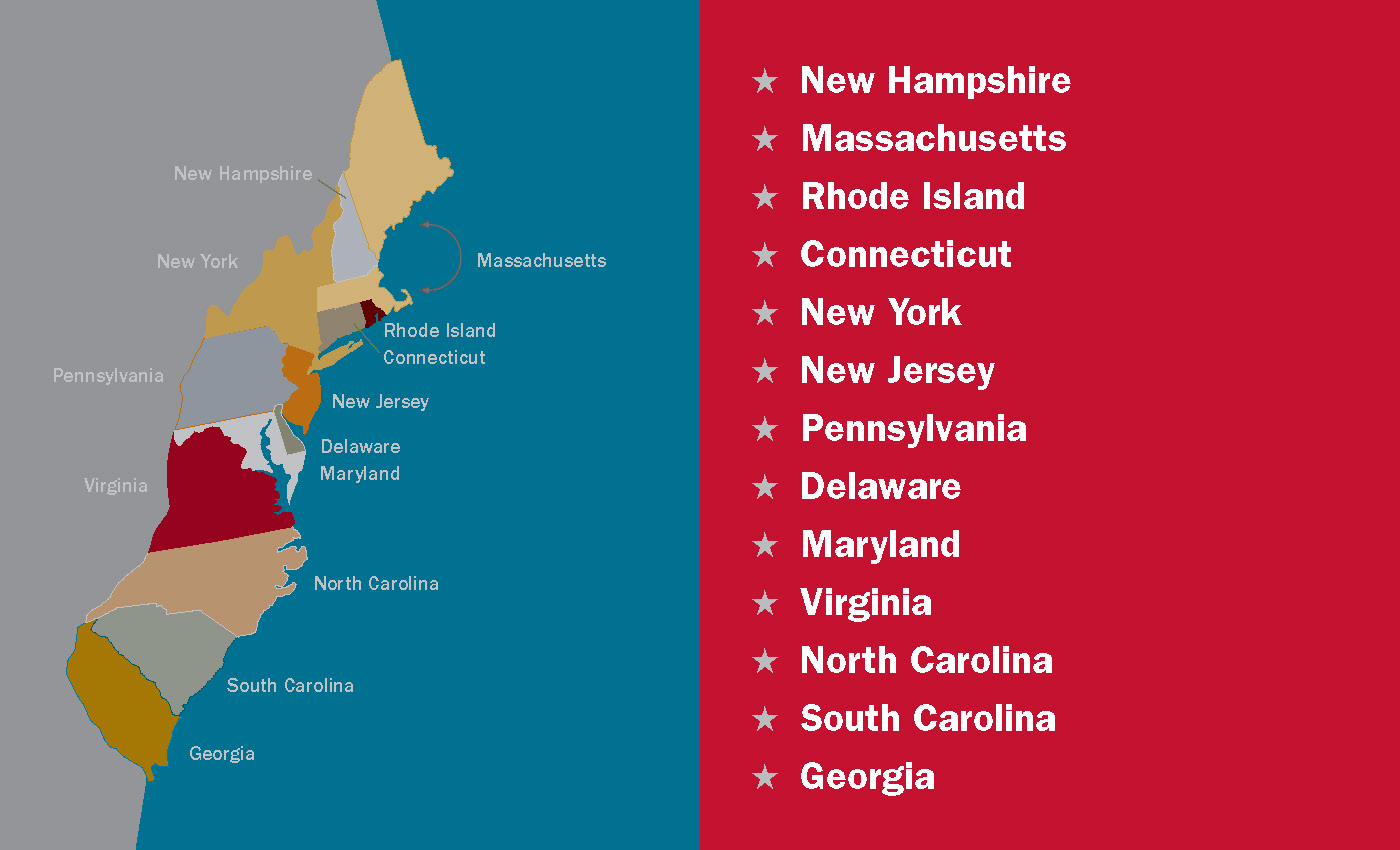 New Hampshire
New York
Massachusetts
Rhode Island
Connecticut
Pennsylvania
New Jersey
Delaware
Maryland
Virginia
North Carolina
South Carolina
Georgia
New Hampshire
Massachusetts
Rhode Island
Connecticut
New York
New Jersey
Pennsylvania
Delaware
Maryland
Virginia
North Carolina
South Carolina
Georgia